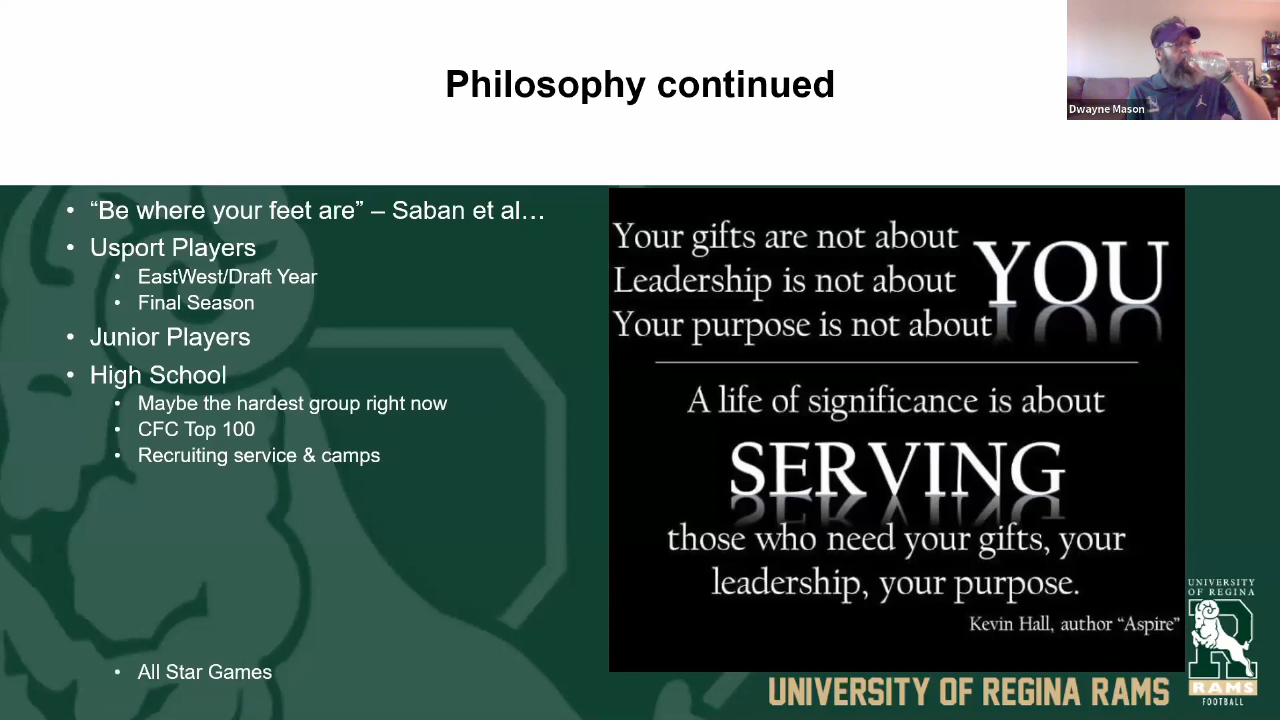 Philosophy continued
Dwayne Mason
• “Be where your feet are” – Saban et al…
• Usport Players
• EastWest/Draft Year
• Final Season
• Junior Players
• High School
• Maybe the hardest group right now
• CFC Top 100
• Recruiting service & camps
• All Star Games
Your gifts are not about
Leadership is not about
Your purpose is not about
YOU
A life of significance is about
SERVING
those who need your gifts, your
leadership, your purpose.
Kevin Hall, author “Aspire”
UNIVERSITY
OF REGINA
RAMS
FOOTBALL
UNIVERSITY OF REGINA RAMS